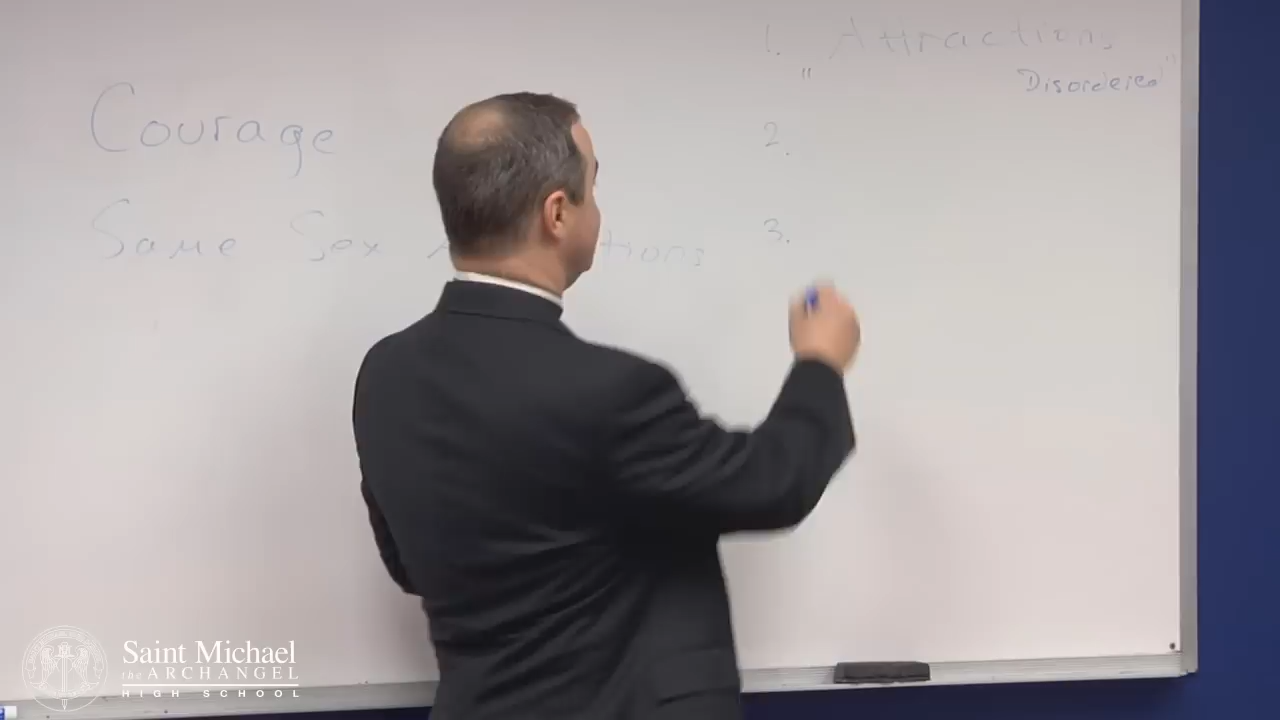 Courage
Same Sex
1. Attractions
" Disordered "
2.
3.
Saint Michael
the ARCHANGEL
HIGH SCHOOL